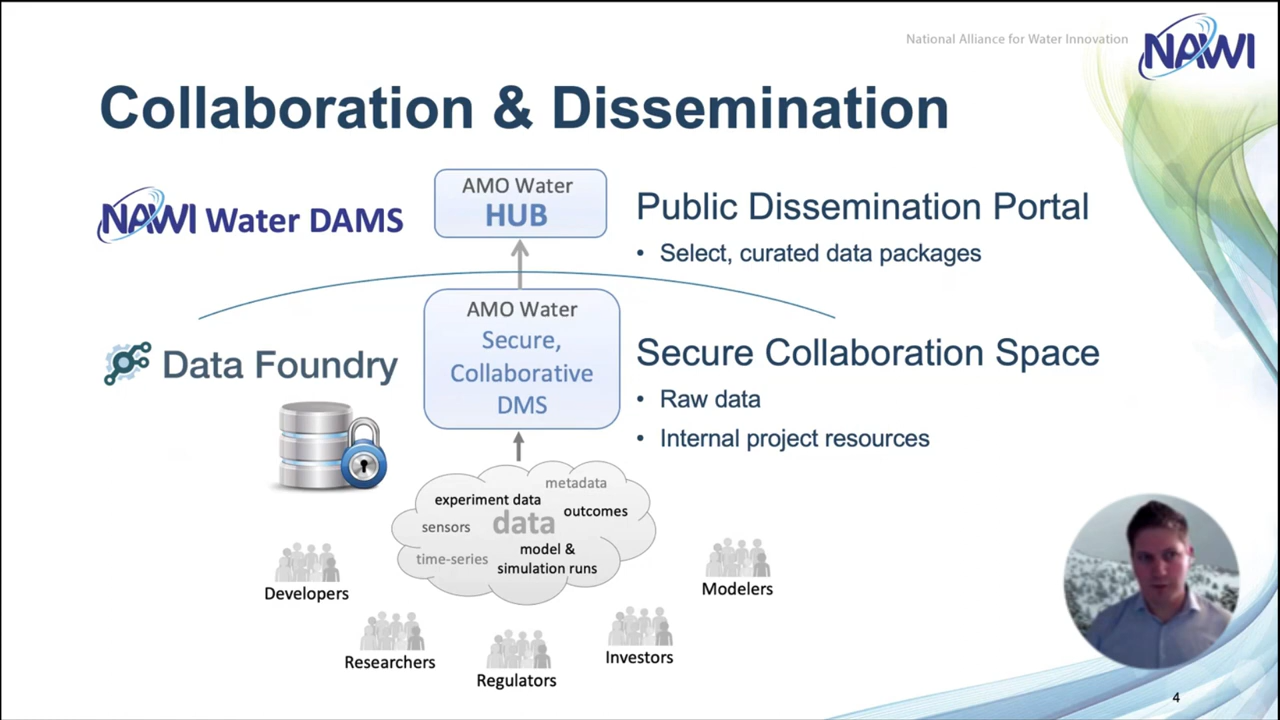 National Alliance for Water Innovation
NAWI
Collaboration & Dissemination
NAWI Water DAMS
AMO Water
HUB
Public Dissemination Portal
• Select, curated data packages
Data Foundry
AMO Water
Secure,
Collaborative
DMS
Secure Collaboration Space
• Raw data
• Internal project resources
metadata
experiment data
outcomes
sensors
data
time-series
model &
simulation runs
Developers
Modelers
Researchers
Investors
Regulators
4